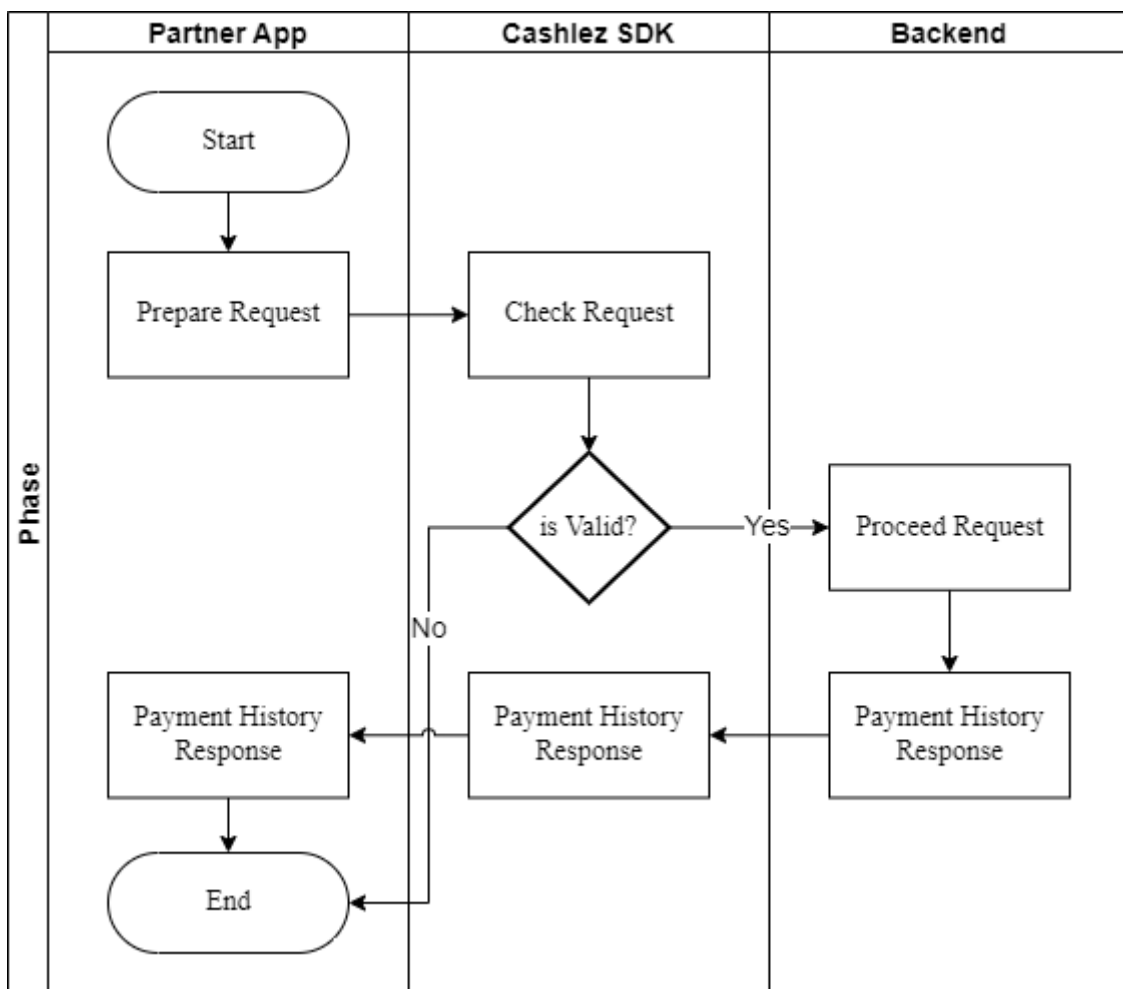 Partner App
Cashlez SDK
Backend
Phase
Start
Prepare Request
Check Request
is Valid?
Yes
Proceed Request
No
Payment History
Response
Payment History
Response
Payment History
Response
End